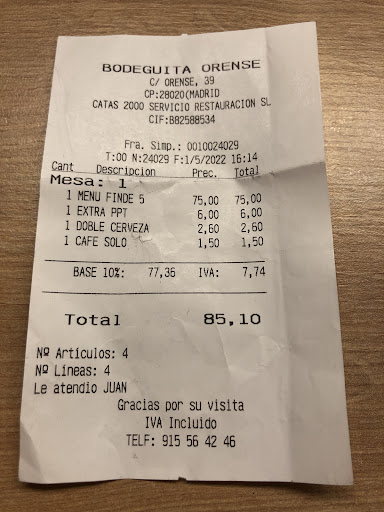 BODEGUITA ORENSE
C/ ORENSE, 39
CP:28020(MADRID
CATAS 2000 SERVICIO RESTAURACION SL
CIF:B82588534
Fra. Simp.: 0010024029
T:00 N:24029 F:1/5/2022 16:14
Cant Descripcion Prec. Total
Mesa: 1
1 MENU FINDE 5 75,00 75,00
1 EXTRA PPT 6,00 6,00
1 DOBLE CERVEZA 2,60 2,60
1 CAFE SOLO 1,50 1,50
BASE 10%: 77,36 IVA: 7,74
Total 85,10
Nº Articulos: 4
Nº Lineas: 4
Le atendio JUAN
Gracias por su visita
IVA Incluido
TELF: 915 56 42 46